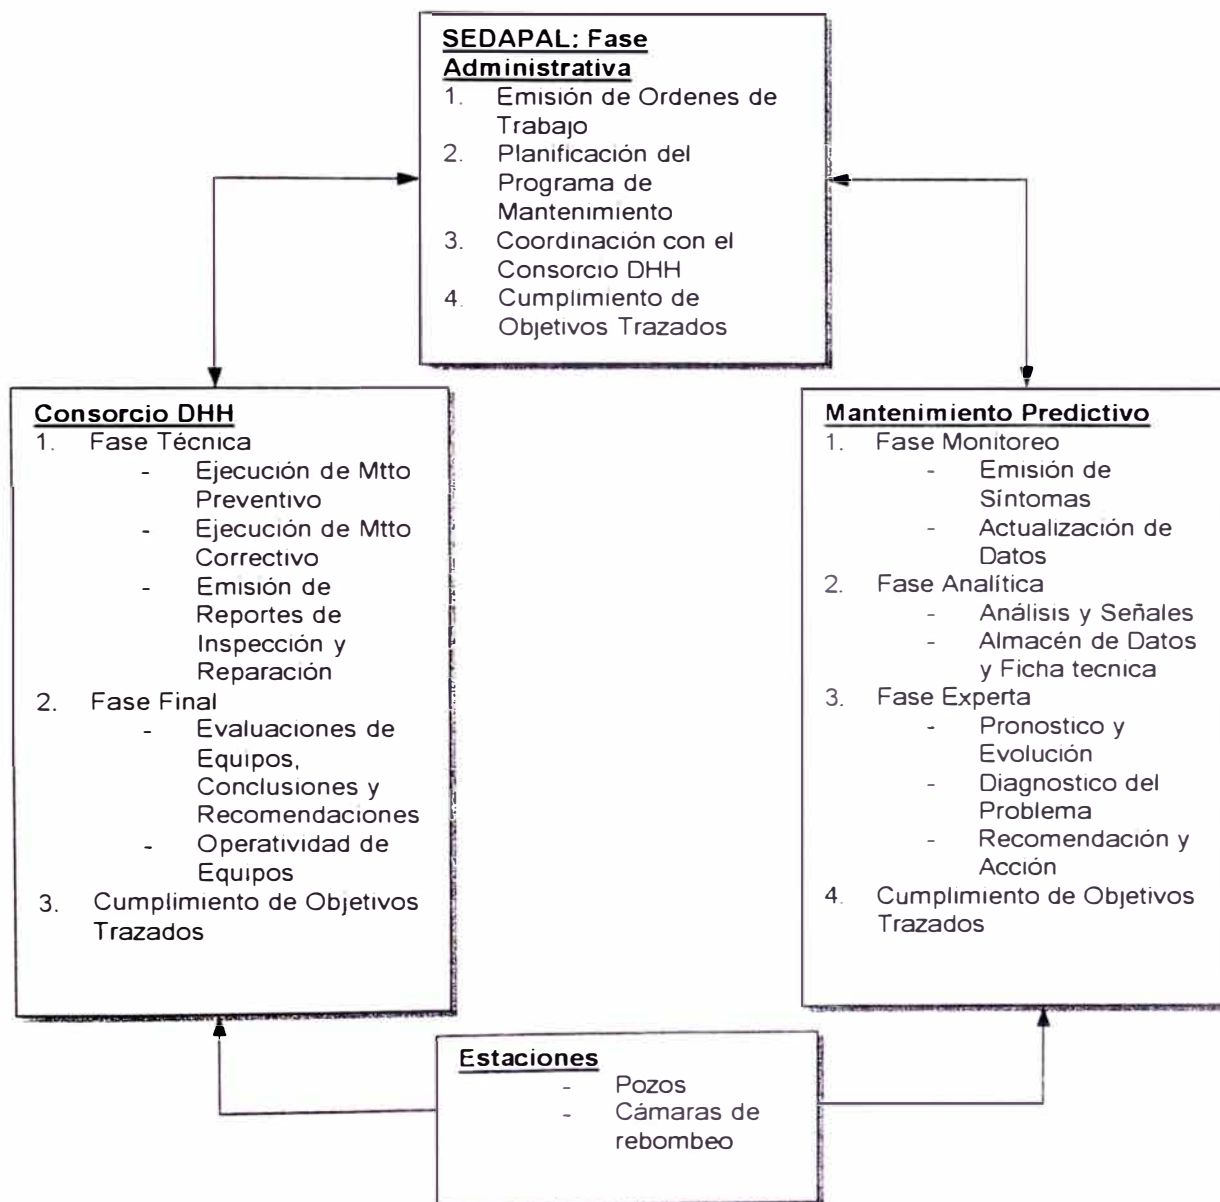 SEDAPAL: Fase
Administrativa
1. Emisión de Ordenes de
Trabajo
2. Planificación del
Programa de
Mantenimiento
3. Coordinación con el
Consorcio DHH
4. Cumplimiento de
Objetivos Trazados
Consorcio DHH
1. Fase Técnica
- Ejecución de Mtto
Preventivo
- Ejecución de Mtto
Correctivo
- Emisión de
Reportes de
Inspección y
Reparación
2. Fase Final
- Evaluaciones de
Equipos,
Conclusiones y
Recomendaciones
- Operatividad de
Equipos
3. Cumplimiento de Objetivos
Trazados
Mantenimiento Predictivo
1. Fase Monitoreo
- Emisión de
Síntomas
- Actualización de
Datos
2. Fase Analítica
- Análisis y Señales
- Almacén de Datos
y Ficha tecnica
3. Fase Experta
- Pronostico y
Evolución
- Diagnostico del
Problema
- Recomendación y
Acción
4. Cumplimiento de Objetivos
Trazados
Estaciones
- Pozos
- Cámaras de
rebombeo